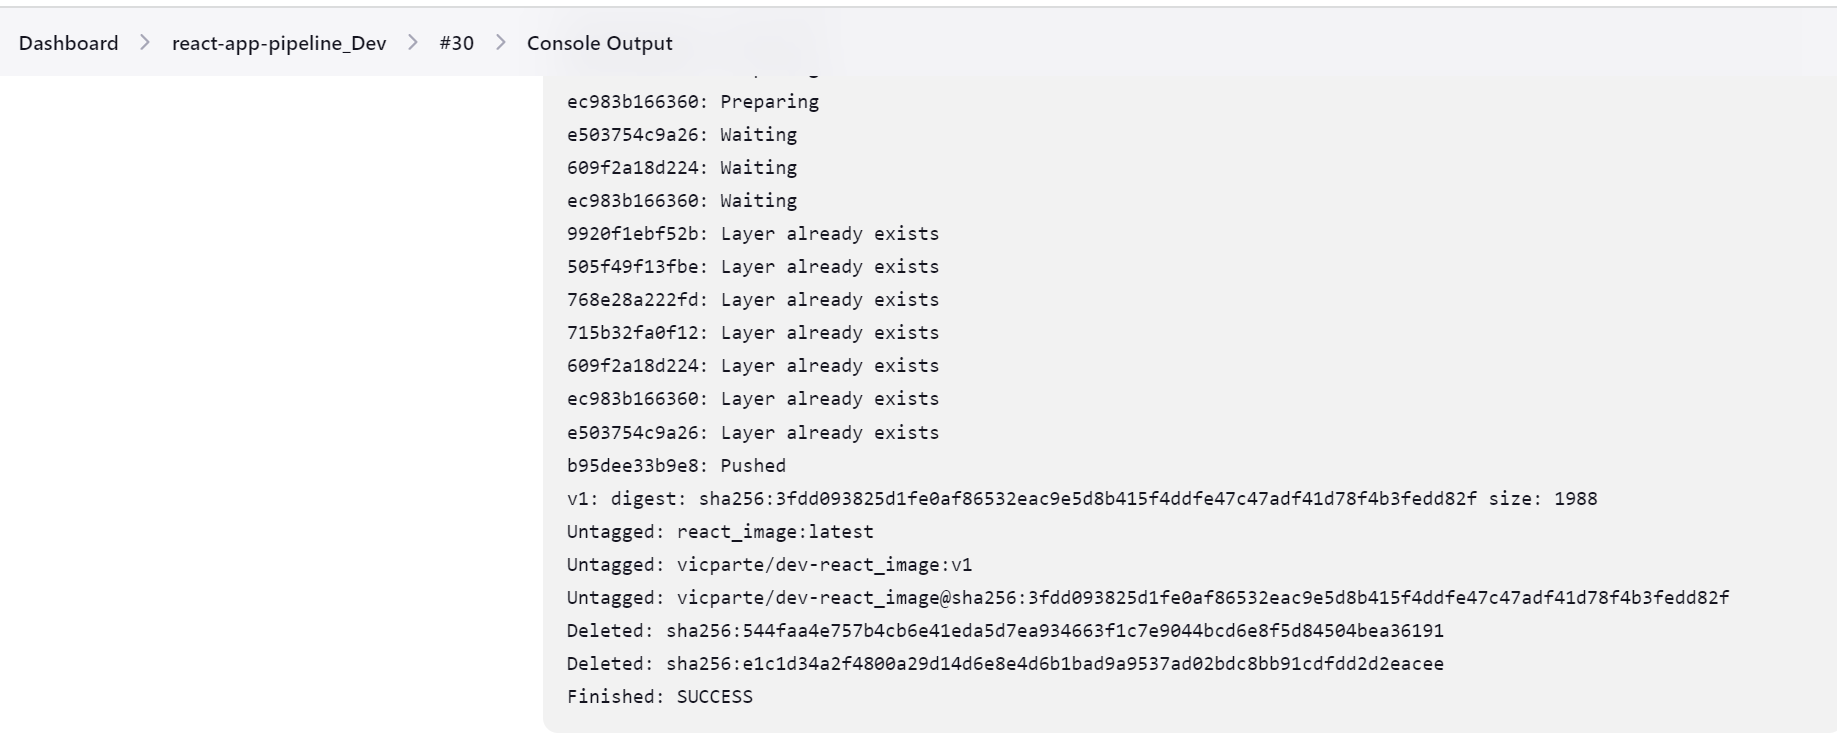 Dashboard > react-app-pipeline_Dev > #30 > Console Output
ec983b166360: Preparing
e503754c9a26: Waiting
609f2a18d224: Waiting
ec983b166360: Waiting
9920f1ebf52b: Layer already exists
505f49f13fbe: Layer already exists
768e28a222fd: Layer already exists
715b32fa0f12: Layer already exists
609f2a18d224: Layer already exists
ec983b166360: Layer already exists
e503754c9a26: Layer already exists
b95dee33b9e8: Pushed
v1: digest: sha256:3fdd093825d1fe0af86532eac9e5d8b415f4ddfe47c47adf41d78f4b3fedd82f size: 1988
Untagged: react_image:latest
Untagged: vicparte/dev-react_image:v1
Untagged: vicparte/dev-react_image@sha256:3fdd093825d1fe0af86532eac9e5d8b415f4ddfe47c47adf41d78f4b3fedd82f
Deleted: sha256:544faa4e757b4cb6e41eda5d7ea934663f1c7e9044bcd6e8f5d84504bea36191
Deleted: sha256:e1c1d34a2f4800a29d14d6e8e4d6b1bad9a9537ad02bdc8bb91cdfdd2d2eacee
Finished: SUCCESS